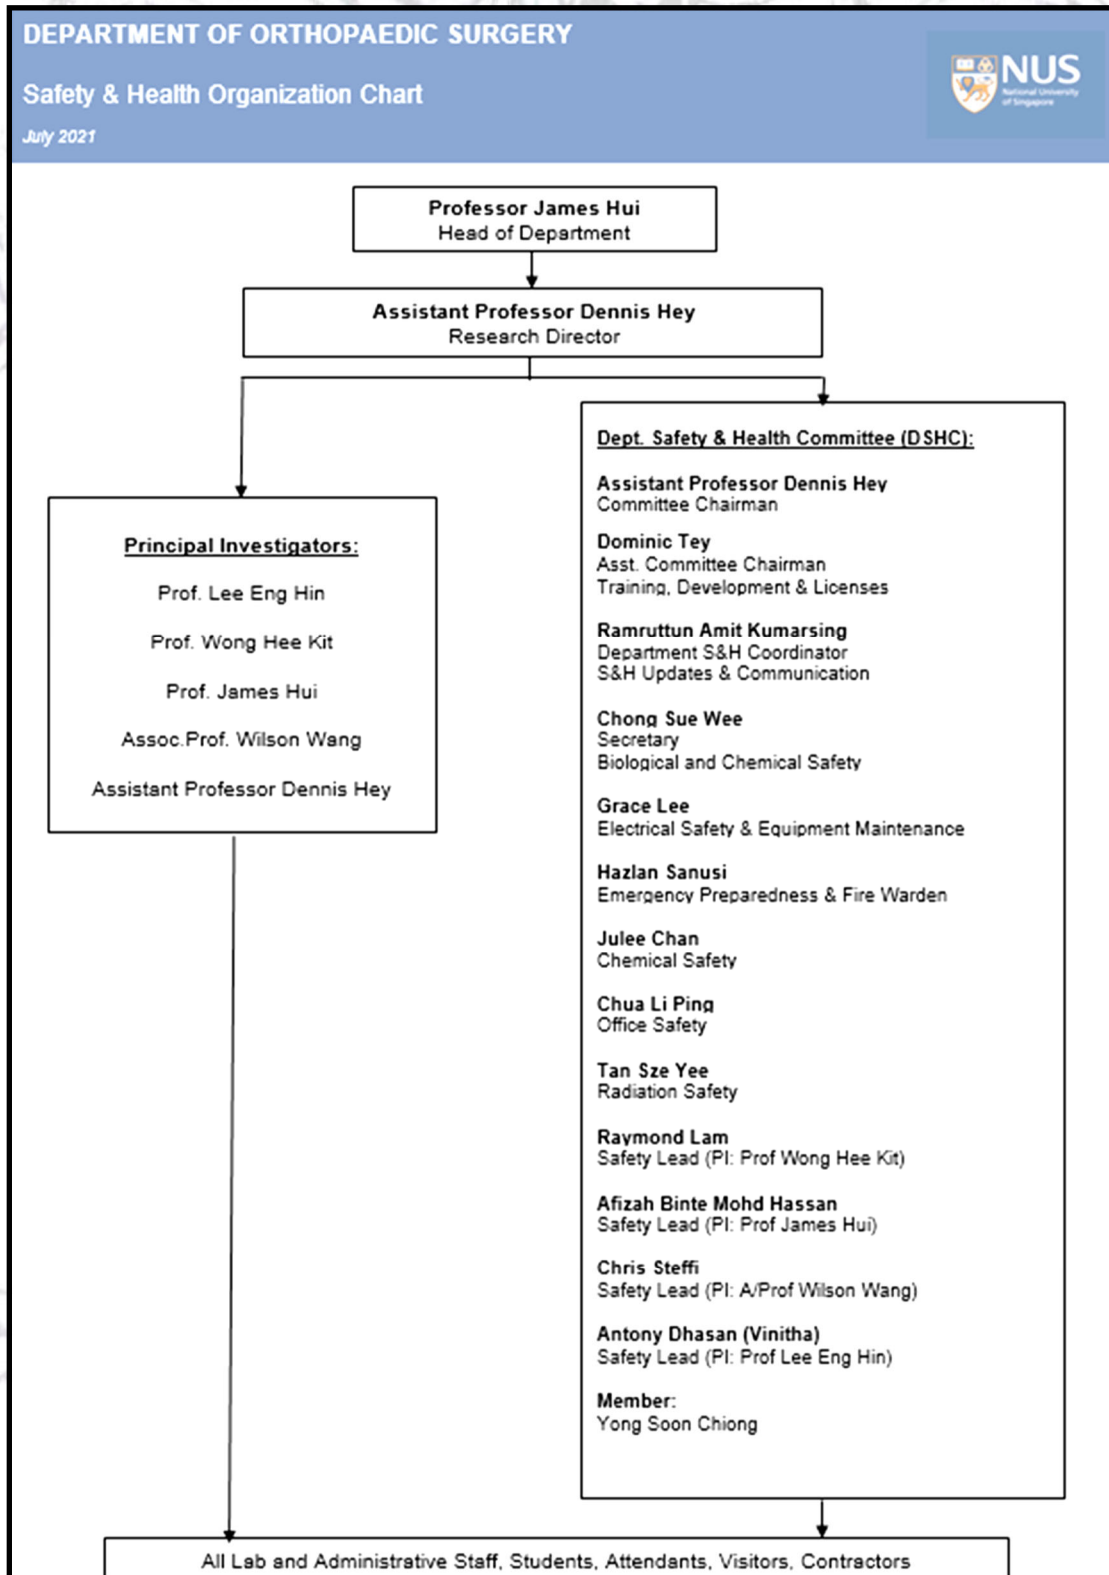 DEPARTMENT OF ORTHOPAEDIC SURGERY
Safety & Health Organization Chart
July 2021
NUS
National University
of Singapore
Professor James Hui
Head of Department
Assistant Professor Dennis Hey
Research Director
Principal Investigators:
Prof. Lee Eng Hin
Prof. Wong Hee Kit
Prof. James Hui
Assoc.Prof. Wilson Wang
Assistant Professor Dennis Hey
Dept. Safety & Health Committee (DSHC):
Assistant Professor Dennis Hey
Committee Chairman
Dominic Tey
Asst. Committee Chairman
Training, Development & Licenses
Ramruttun Amit Kumarsing
Department S&H Coordinator
S&H Updates & Communication
Chong Sue Wee
Secretary
Biological and Chemical Safety
Grace Lee
Electrical Safety & Equipment Maintenance
Hazlan Sanusi
Emergency Preparedness & Fire Warden
Julee Chan
Chemical Safety
Chua Li Ping
Office Safety
Tan Sze Yee
Radiation Safety
Raymond Lam
Safety Lead (PI: Prof Wong Hee Kit)
Afizah Binte Mohd Hassan
Safety Lead (PI: Prof James Hui)
Chris Steffi
Safety Lead (PI: A/Prof Wilson Wang)
Antony Dhasan (Vinitha)
Safety Lead (PI: Prof Lee Eng Hin)
Member:
Yong Soon Chiong
All Lab and Administrative Staff, Students, Attendants, Visitors, Contractors